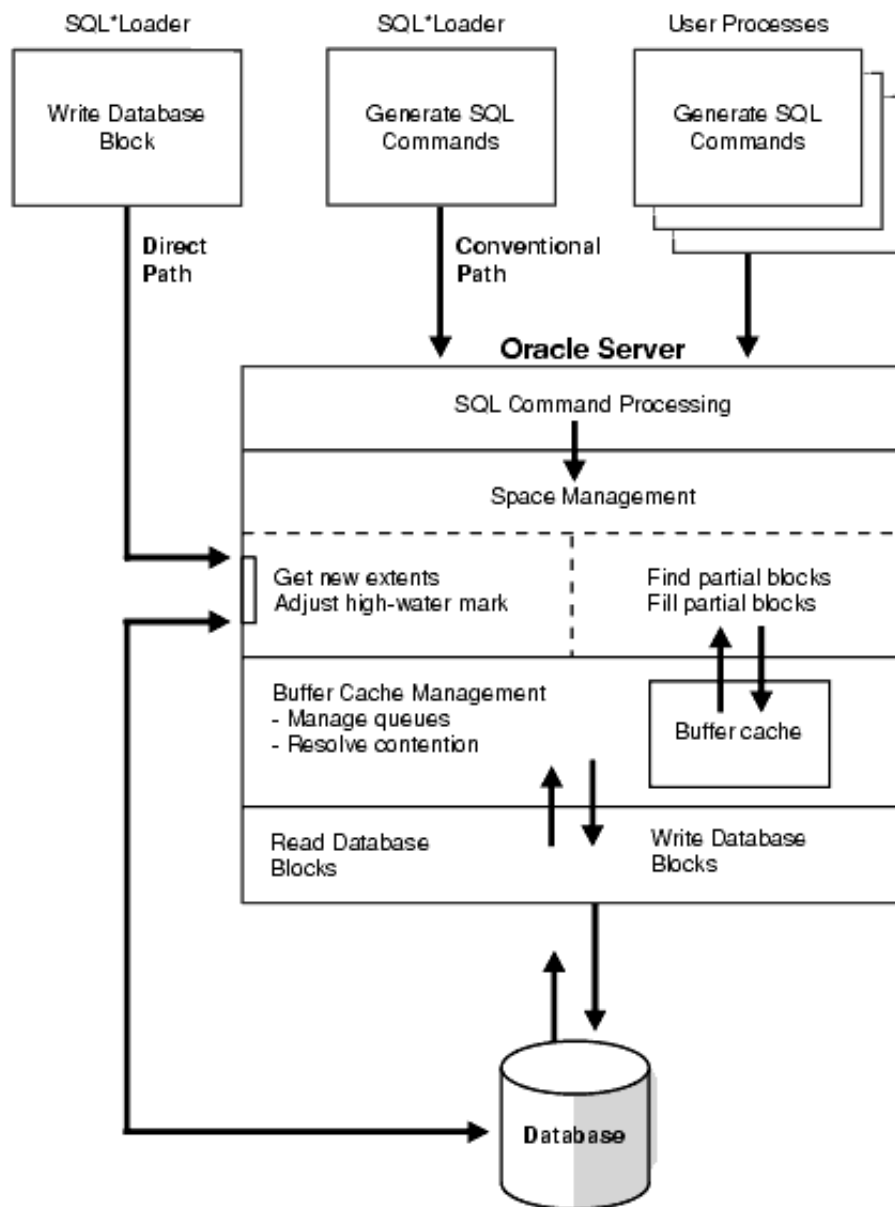 SQL*Loader
SQL*Loader
User Processes
Write Database
Block
Generate SQL
Commands
Generate SQL
Commands
Direct
Path
Conventional
Path
Oracle Server
SQL Command Processing
Space Management
Get new extents
Adjust high-water mark
Find partial blocks
Fill partial blocks
Buffer Cache Management
- Manage queues
- Resolve contention
Buffer cache
Read Database
Blocks
Write Database
Blocks
Database